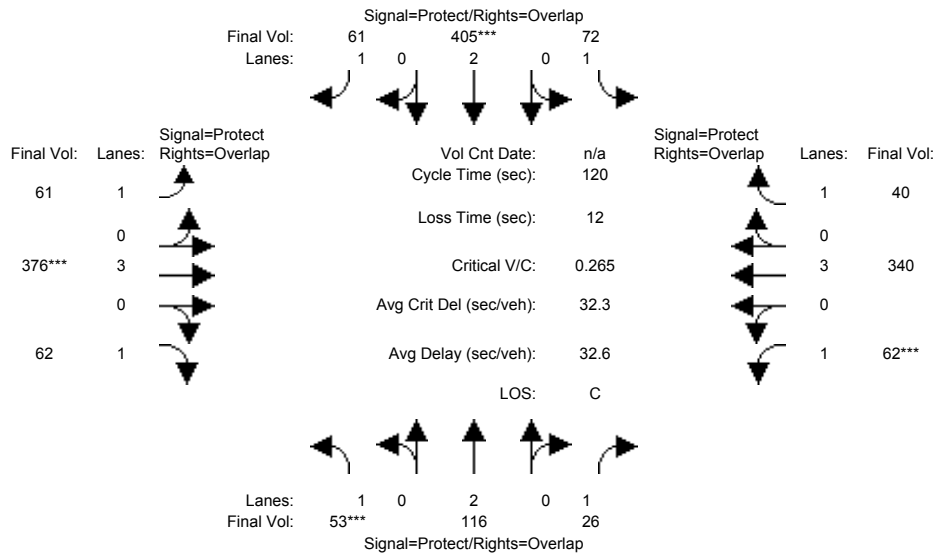 Signal=Protect/Rights=Overlap
Final Vol: 61 405*** 72
Lanes: 1 0 2 0 1
Signal=Protect Signal=Protect
Final Vol: Lanes: Rights=Overlap Vol Cnt Date: n/a Rights=Overlap Lanes: Final Vol:
Cycle Time (sec): 120
61 1 1 40
Loss Time (sec): 12
0 0
376*** 3 Critical V/C: 0.265 3 340
0 Avg Crit Del (sec/veh): 32.3 0
62 1 Avg Delay (sec/veh): 32.6 1 62***
LOS: C
Lanes: 1 0 2 0 1
Final Vol: 53*** 116 26
Signal=Protect/Rights=Overlap